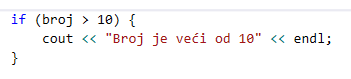 if (broj > 10) {
    cout << "Broj je veći od 10" << endl;
}